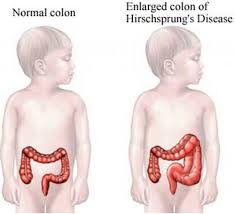 Normal colon
Enlarged colon of
Hirschsprung's Disease